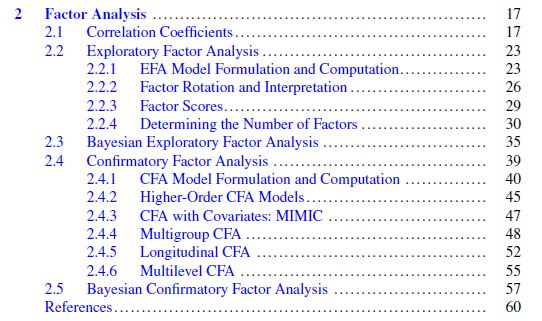 2 Factor Analysis ........................................................ 17
2.1 Correlation Coefficients............................................ 17
2.2 Exploratory Factor Analysis ....................................... 23
2.2.1 EFA Model Formulation and Computation................. 23
2.2.2 Factor Rotation and Interpretation ........................... 26
2.2.3 Factor Scores.................................................... 29
2.2.4 Determining the Number of Factors ......................... 30
2.3 Bayesian Exploratory Factor Analysis ............................. 35
2.4 Confirmatory Factor Analysis ...................................... 39
2.4.1 CFA Model Formulation and Computation ................ 40
2.4.2 Higher-Order CFA Models.................................... 45
2.4.3 CFA with Covariates: MIMIC ................................ 47
2.4.4 Multigroup CFA ................................................ 48
2.4.5 Longitudinal CFA .............................................. 52
2.4.6 Multilevel CFA ................................................. 55
2.5 Bayesian Confirmatory Factor Analysis ........................... 57
References................................................................. 60